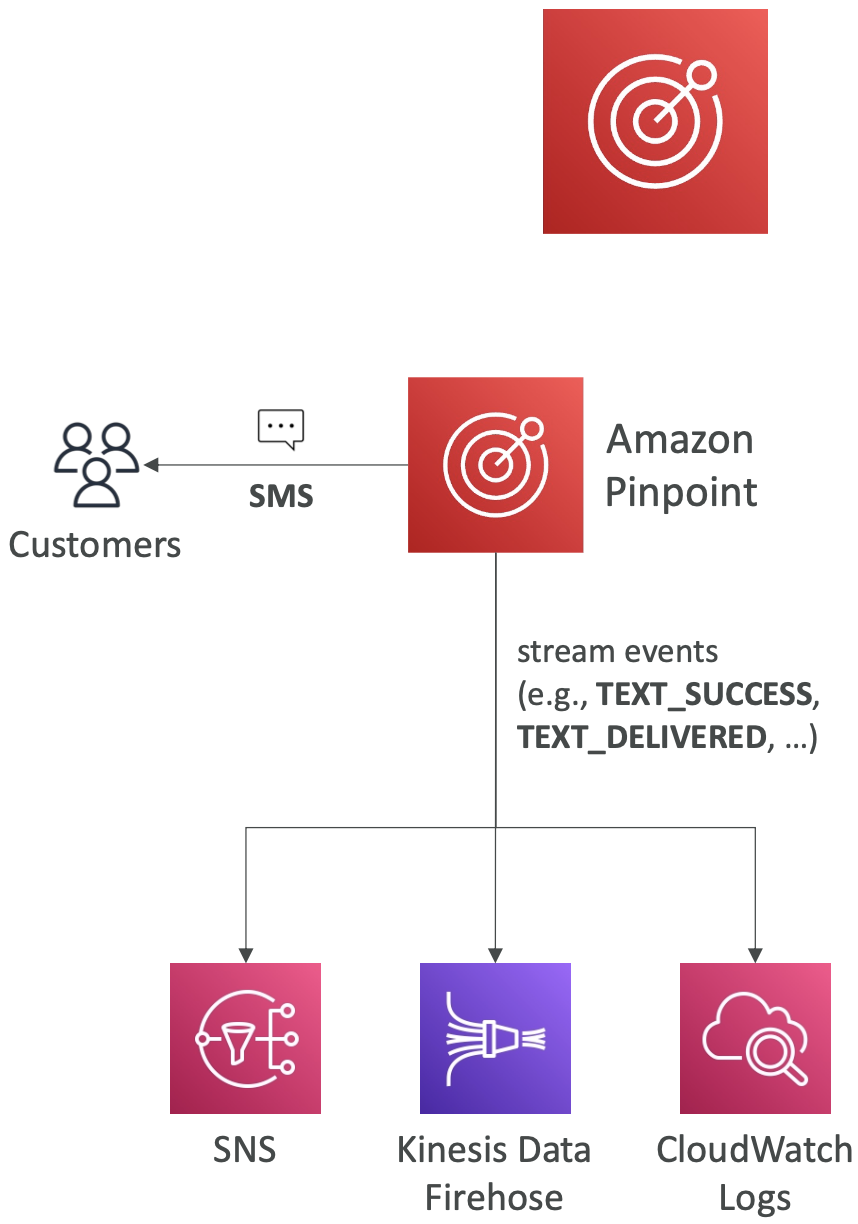 Amazon
Pinpoint
SMS
Customers
stream events
(e.g., TEXT_SUCCESS,
TEXT_DELIVERED, …)
SNS
Kinesis Data
Firehose
CloudWatch
Logs